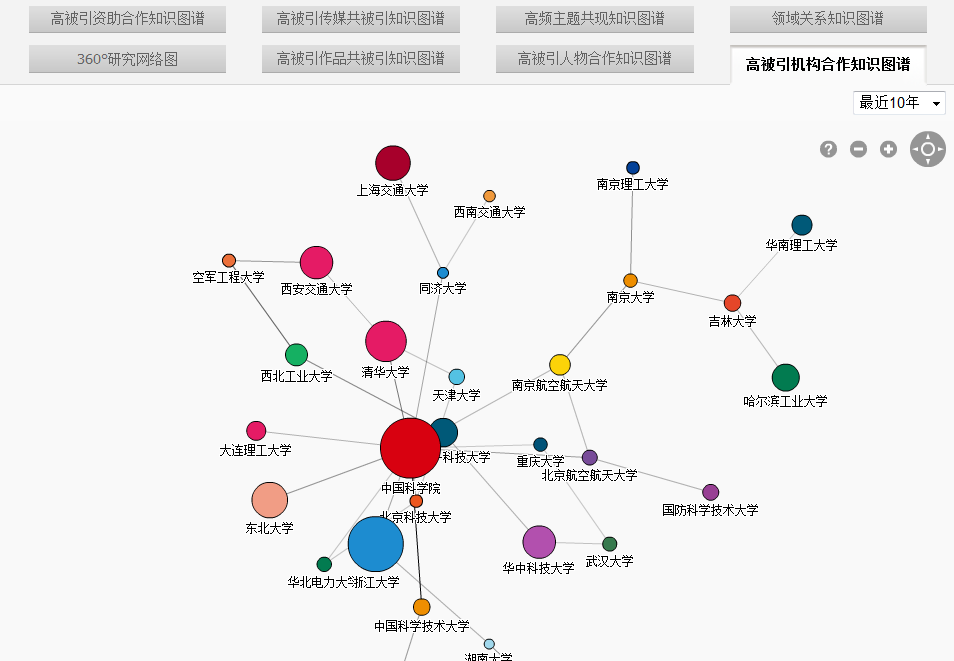 高被引资助合作知识图谱
高被引传媒共被引知识图谱
高频主题共现知识图谱
领域关系知识图谱
360°研究网络图
高被引作品共被引知识图谱
高被引人物合作知识图谱
高被引机构合作知识图谱
最近10年
上海交通大学
南京理工大学
西南交通大学
华南理工大学
空军工程大学
西安交通大学
同济大学
南京大学
吉林大学
西北工业大学
清华大学
天津大学
南京航空航天大学
哈尔滨工业大学
大连理工大学
科技大学
重庆大学
北京航空航天大学
中国科学院
东北大学
北京科技大学
国防科学技术大学
华中科技大学
武汉大学
华北电力大学
浙江大学
中国科学技术大学
湖南大学